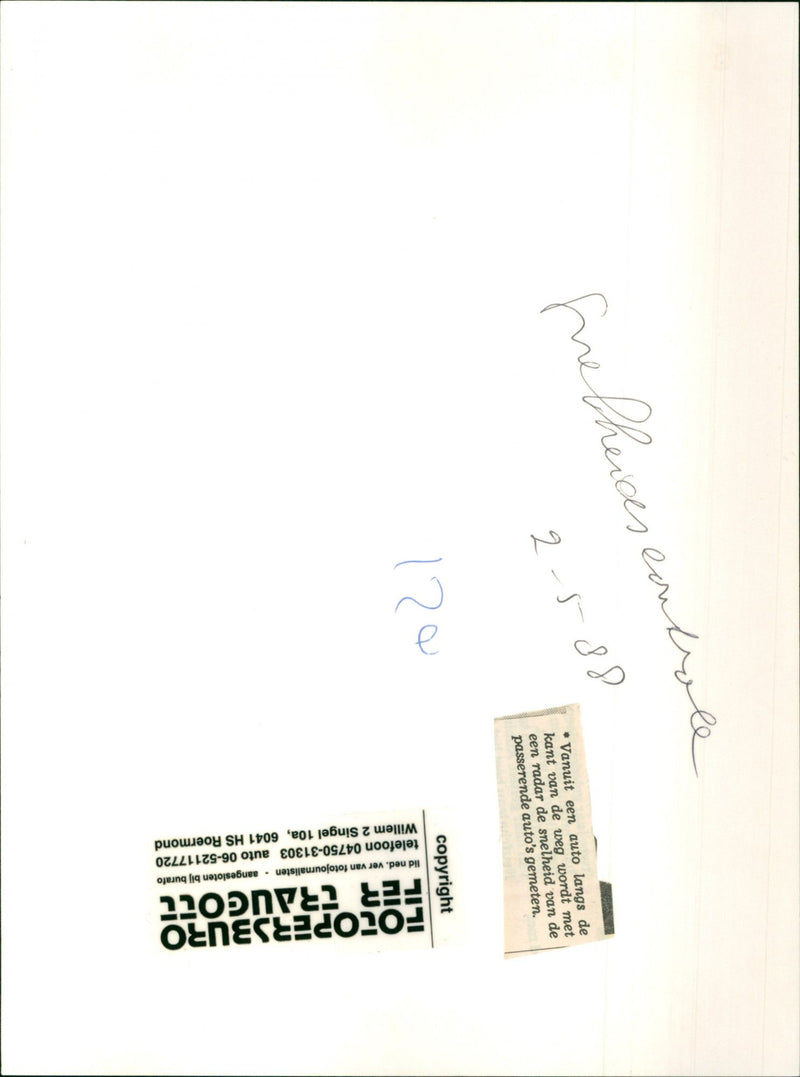 snelheidscontrole
2-5-88
* Vanuit een auto langs de
kant van de weg wordt met
een radar de snelheid van de
passerende auto's gemeten.
copyright
FOTOPERSBURO
TER TRAUGOTT
lid ned. ver van fotojournalisten - aangesloten bij burafo
telefoon 04750-31303 auto 06-52117720
Willem 2 Singel 10a, 6041 HS Roermond